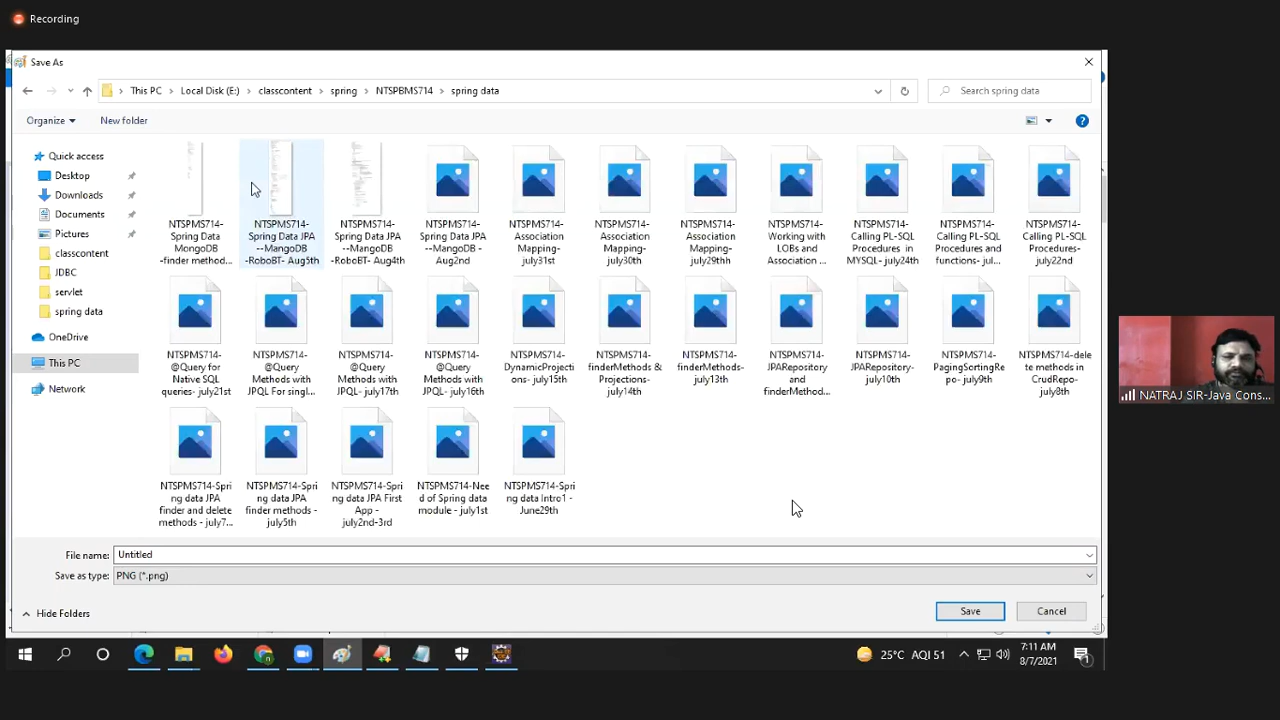 Recording
Save As
This PC > Local Disk (E:) > classcontent > spring > NTSPBMS714 > spring data
Search spring data
Organize
New folder
Quick access
Desktop
Downloads
Documents
Pictures
classcontent
JDBC
servlet
spring data
OneDrive
This PC
Network
NTSPMS714-
Spring Data
MongoDB
-finder method...
NTSPMS714-
Spring Data JPA
--MangoDB
-RoboBT- Aug5th
NTSPMS714-
Spring Data JPA
--MangoDB
-RoboBT- Aug4th
NTSPMS714-
Spring Data JPA
--MangoDB -
Aug2nd
NTSPMS714-
Association
Mapping-
july31st
NTSPMS714-
Association
Mapping-
july30th
NTSPMS714-
Association
Mapping-
july29thh
NTSPMS714-
Working with
LOBs and
Association ...
NTSPMS714-
Calling PL-SQL
Procedures in
MYSQL- july24th
NTSPMS714-
Calling PL-SQL
Procedures and
functions- jul...
NTSPMS714-
Calling PL-SQL
Procedures-
july22nd
NTSPMS714-
@Query for
Native SQL
queries- july21st
NTSPMS714-
@Query
Methods with
JPQL For singl...
NTSPMS714-
@Query
Methods with
JPQL- july17th
NTSPMS714-
@Query
Methods with
JPQL- july16th
NTSPMS714-
DynamicProjecti
ons- july15th
NTSPMS714-
finderMethods &
Projections-
july14th
NTSPMS714-
finderMethods-
july13th
NTSPMS714-
JPARepository
and
finderMethod...
NTSPMS714-
JPARepository-
july10th
NTSPMS714-
PagingSortingRe
po- july9th
NTSPMS714-dele
te methods in
CrudRepo-
july8th
NTSPMS714-Spri
ng data JPA
finder and delete
methods - july7...
NTSPMS714-Spri
ng data JPA
finder methods -
july5th
NTSPMS714-Spri
ng data JPA First
App -
july2nd-3rd
NTSPMS714-Nee
d of Spring data
module - july1st
NTSPMS714-Spri
ng data Intro1 -
June29th
File name: Untitled
Save as type: PNG (*.png)
Hide Folders
Save
Cancel
NATRAJ SIR-Java Cons...
25°C AQI 51
7:11 AM
8/7/2021
1